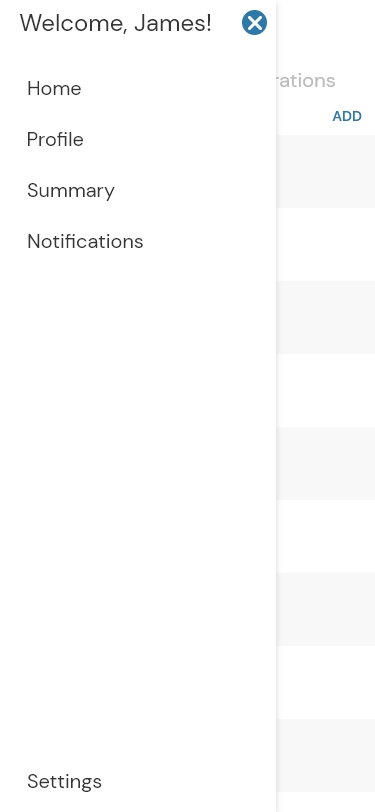 Welcome, James!
Home
Profile
Summary
Notifications
Settings
ADD